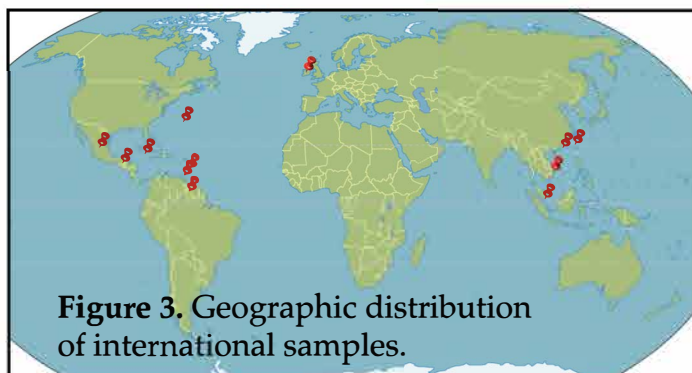 Figure 3. Geographic distribution
of international samples.